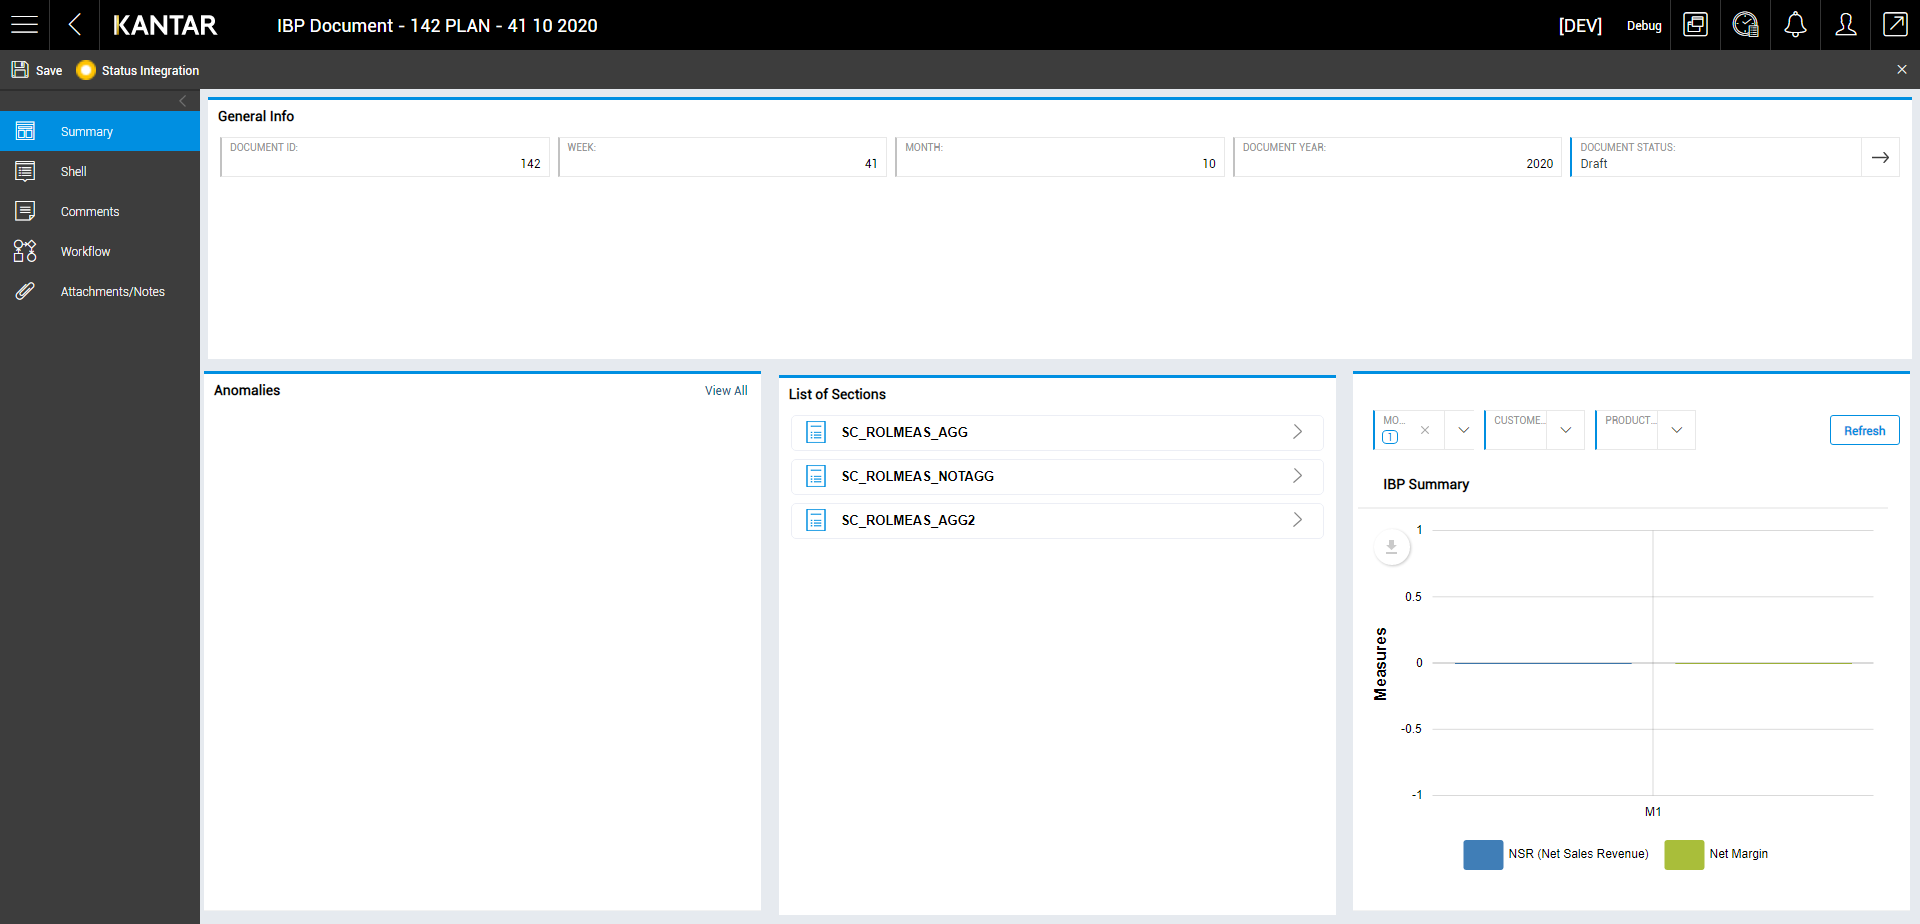 KANTAR
IBP Document - 142 PLAN - 41 10 2020
[DEV]
Debug
Save
Status Integration
Summary
Shell
Comments
Workflow
Attachments/Notes
General Info
DOCUMENT ID:
142
WEEK:
41
MONTH:
10
DOCUMENT YEAR:
2020
DOCUMENT STATUS:
Draft
Anomalies
View All
List of Sections
SC_ROLMEAS_AGG
SC_ROLMEAS_NOTAGG
SC_ROLMEAS_AGG2
MO...
1
CUSTOME...
PRODUCT...
Refresh
IBP Summary
1
0.5
0
-0.5
-1
Measures
M1
NSR (Net Sales Revenue)
Net Margin